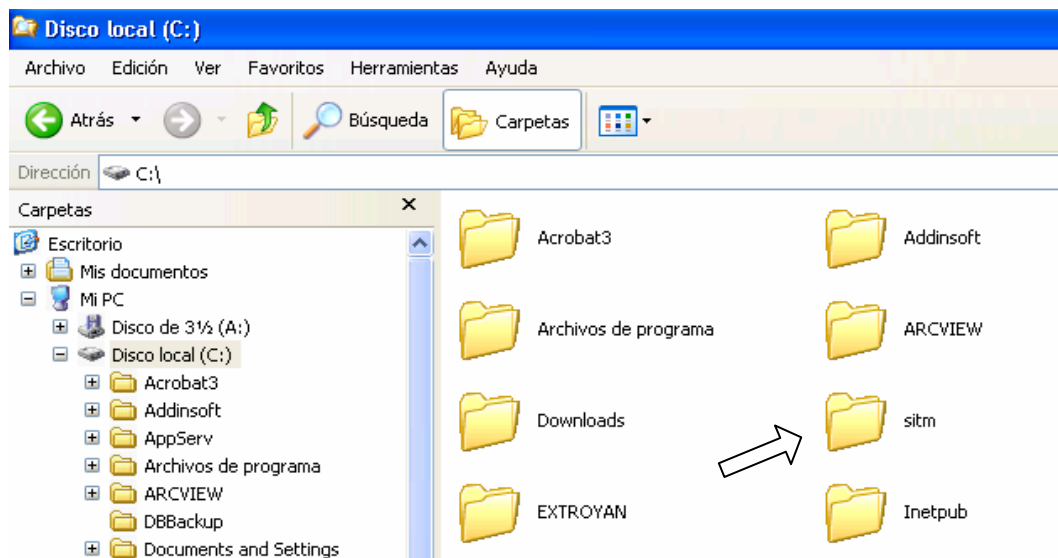 Disco local (C:)
Archivo Edición Ver Favoritos Herramientas Ayuda
Atrás Búsqueda Carpetas
Dirección C:\
Carpetas
Escritorio
Mis documentos
Mi PC
Disco de 3½ (A:)
Disco local (C:)
Acrobat3
Addinsoft
AppServ
Archivos de programa
ARCVIEW
DBBackup
Documents and Settings
Acrobat3 Addinsoft
Archivos de programa ARCVIEW
Downloads sitm
EXTROYAN Inetpub